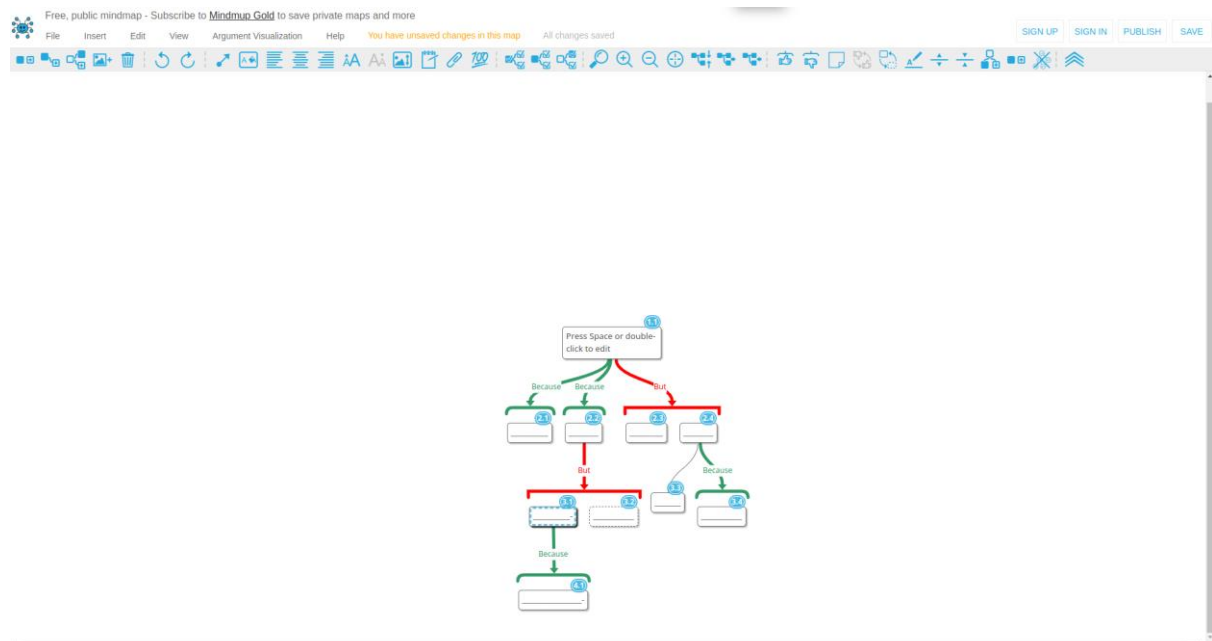 Free, public mindmap - Subscribe to Mindmup Gold to save private maps and more
File Insert Edit View Argument Visualization Help You have unsaved changes in this map All changes saved
SIGN UP SIGN IN PUBLISH SAVE
1.1
Press Space or double-
click to edit
Because Because But
2.1 2.2 2.3 2.4
But Because
3.1 3.2 3.3 3.4
Because
4.1